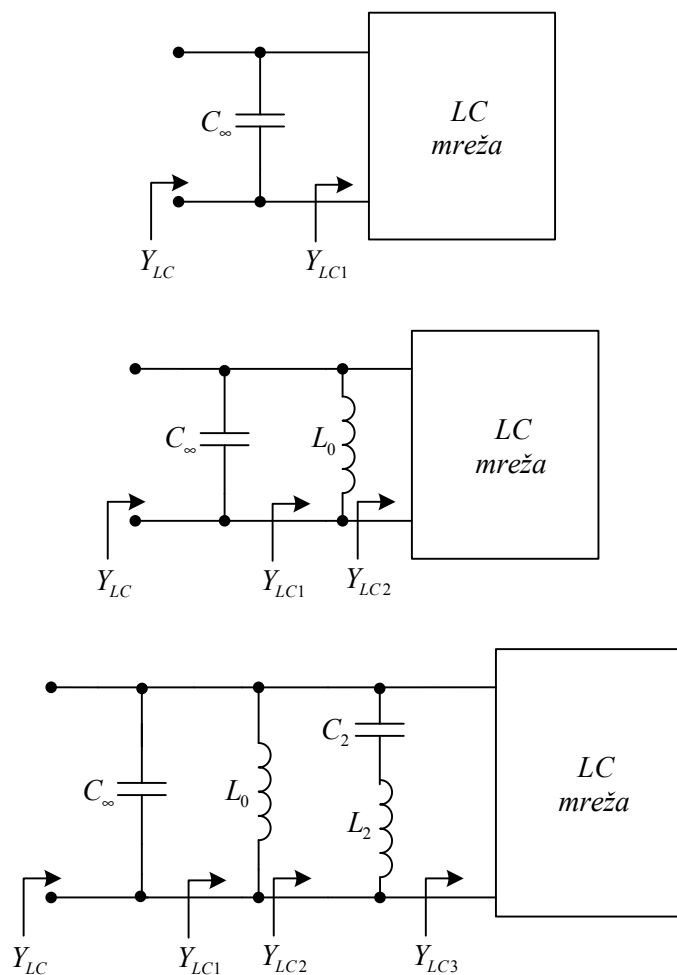 C∞
LC
mreža
Y_LC
Y_LC1
C∞
L₀
LC
mreža
Y_LC
Y_LC1
Y_LC2
C∞
L₀
C₂
L₂
LC
mreža
Y_LC
Y_LC1
Y_LC2
Y_LC3